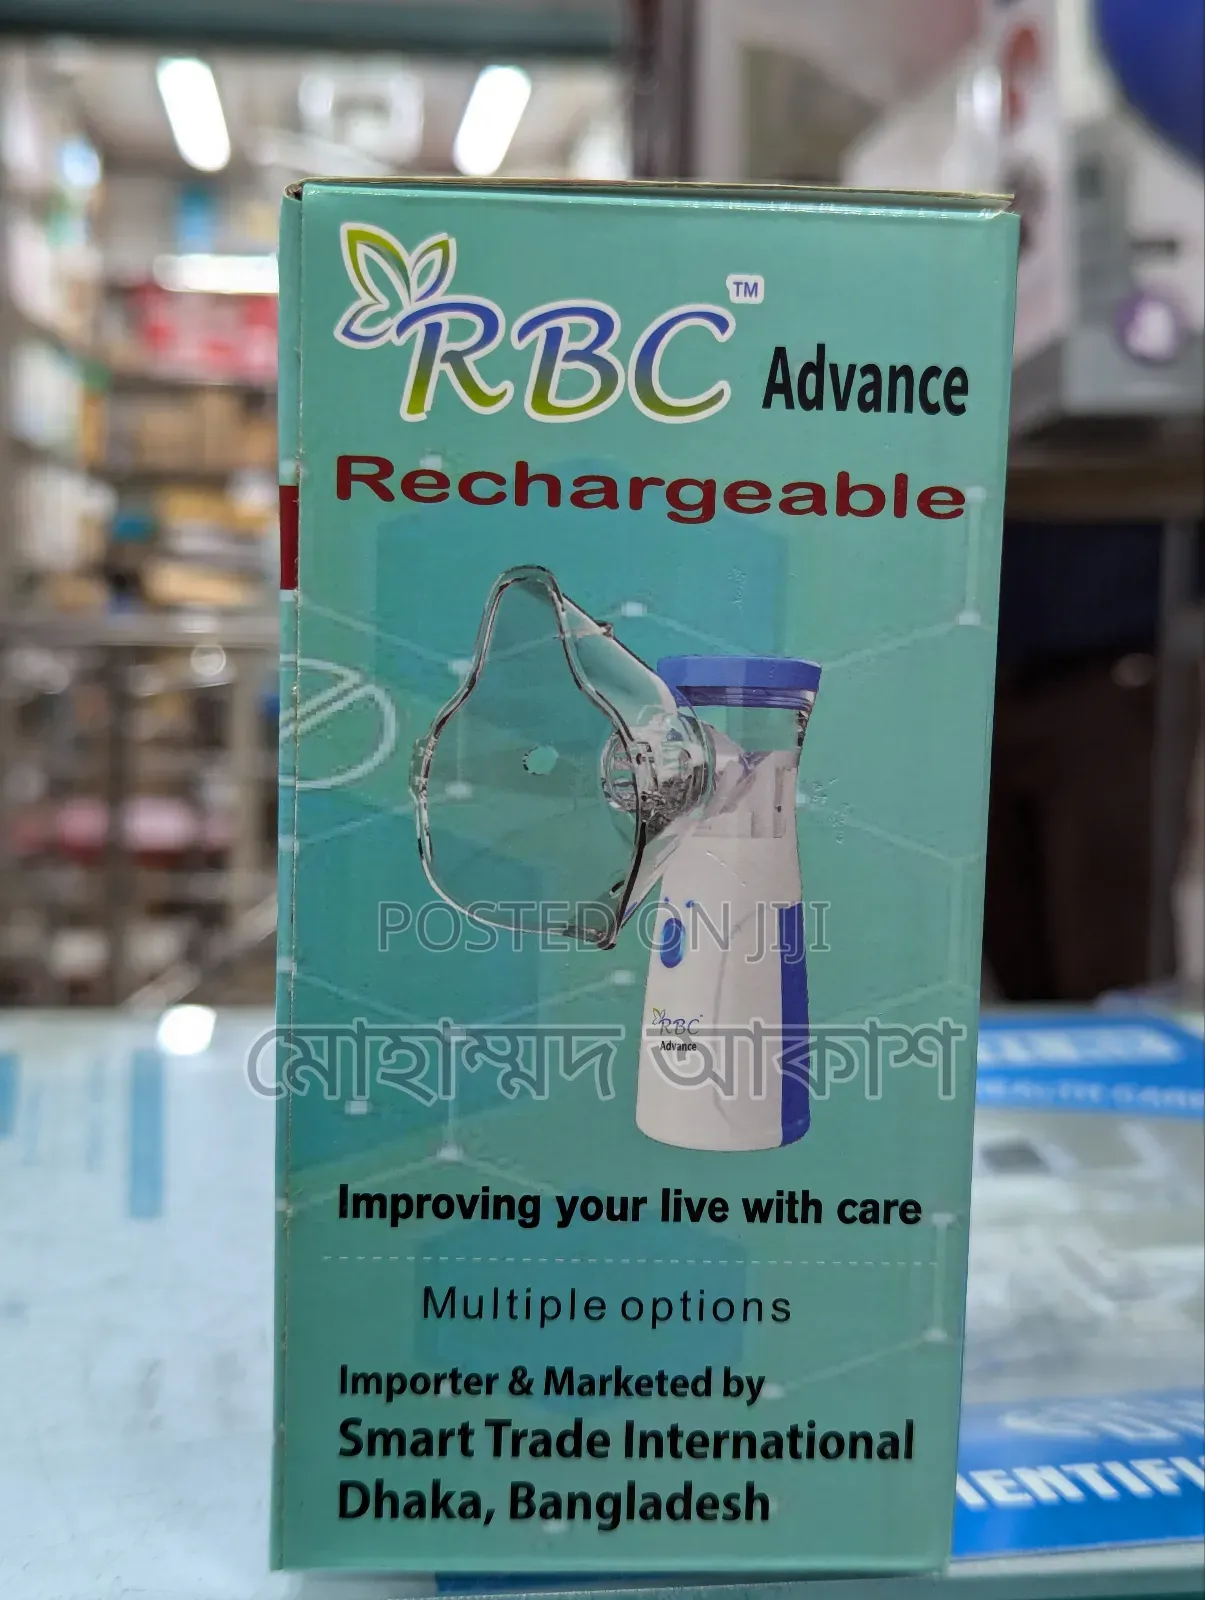 RBC™ Advance
Rechargeable
POSTED ON JIJI
RBC
Advance
মোহাম্মদ আকাশ
Improving your live with care
Multiple options
Importer & Marketed by
Smart Trade International
Dhaka, Bangladesh